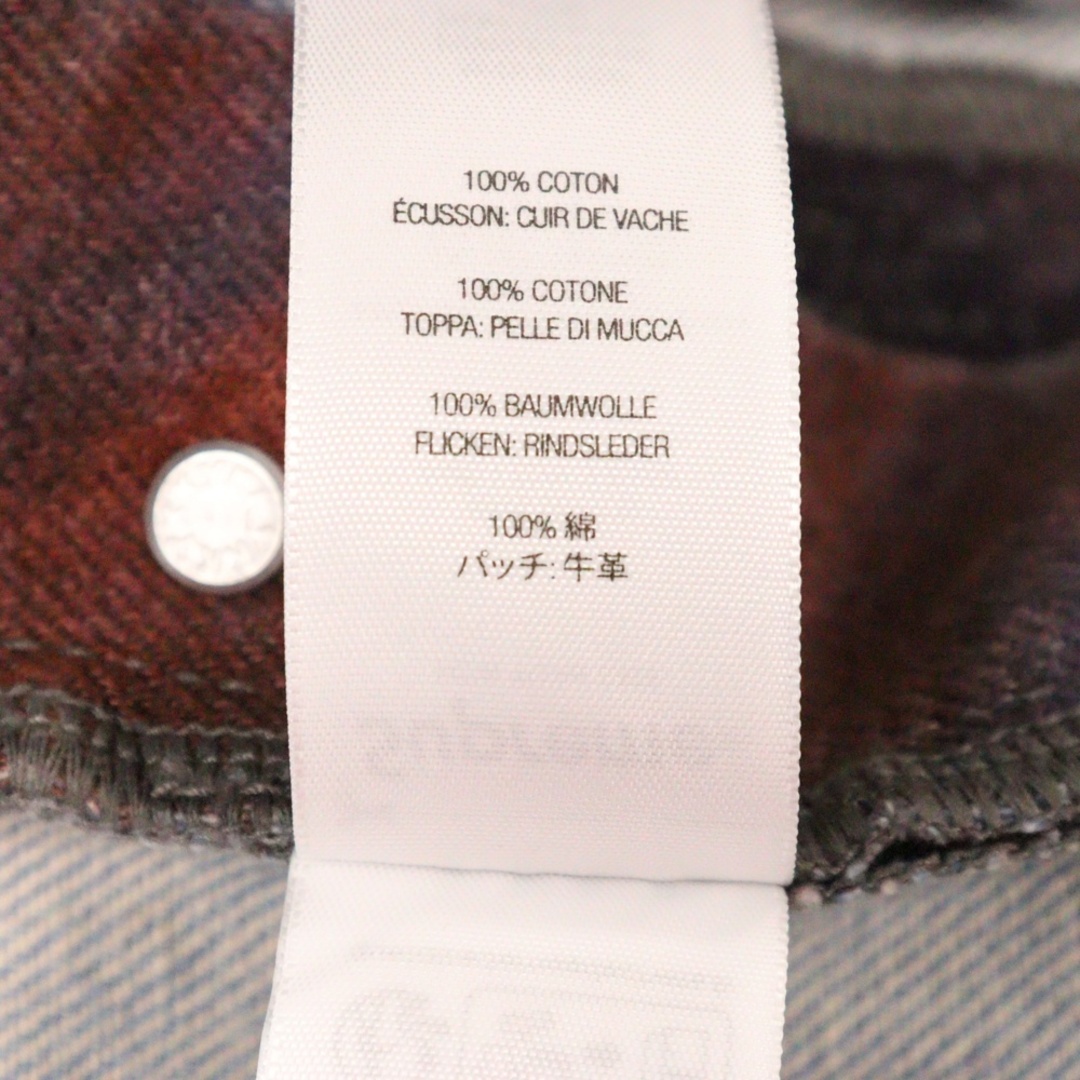 100% COTON
ÉCUSSON: CUIR DE VACHE
100% COTONE
TOPPA: PELLE DI MUCCA
100% BAUMWOLLE
FLICKEN: RINDSLEDER
100% 綿
パッチ: 牛革